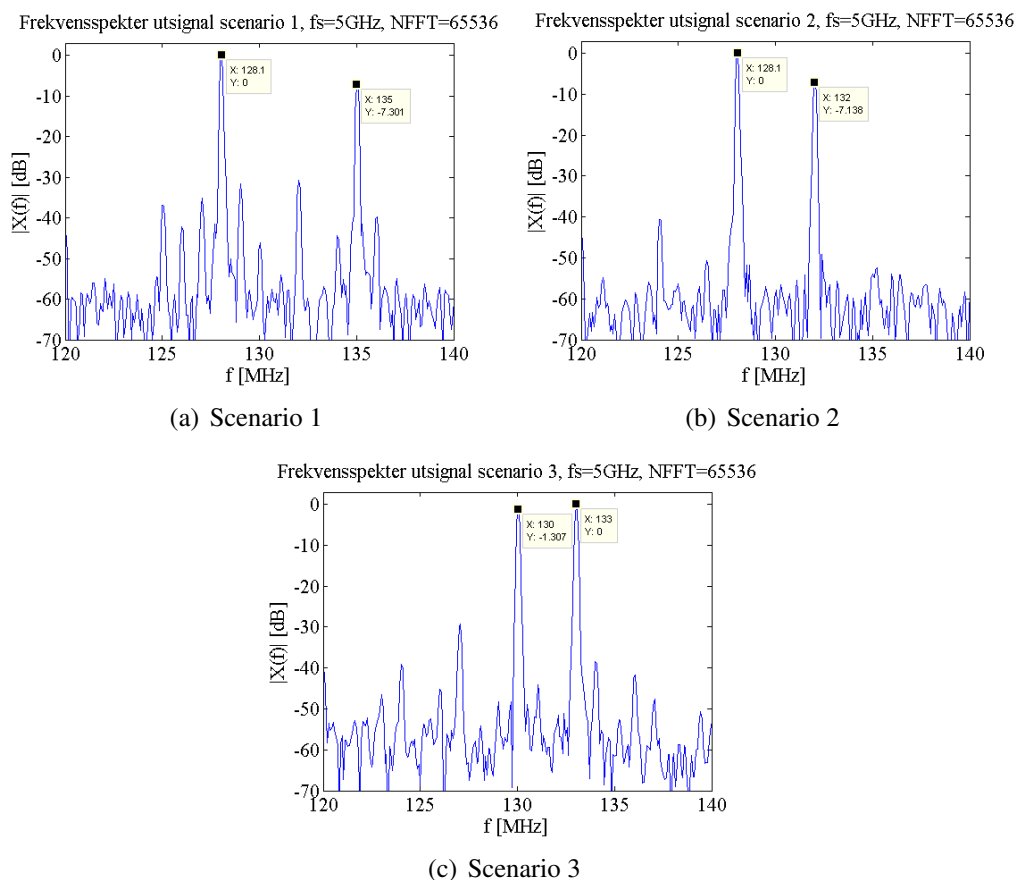 Frekvensspekter utsignal scenario 1, fs=5GHz, NFFT=65536
0
-10
-20
-30
-40
-50
-60
-70
|X(f)| [dB]
X: 128.1
Y: 0
X: 135
Y: -7.301
120
125
130
135
140
f [MHz]
(a) Scenario 1
Frekvensspekter utsignal scenario 2, fs=5GHz, NFFT=65536
0
-10
-20
-30
-40
-50
-60
-70
|X(f)| [dB]
X: 128.1
Y: 0
X: 132
Y: -7.138
120
125
130
135
140
f [MHz]
(b) Scenario 2
Frekvensspekter utsignal scenario 3, fs=5GHz, NFFT=65536
0
-10
-20
-30
-40
-50
-60
-70
|X(f)| [dB]
X: 130
Y: -1.307
X: 133
Y: 0
120
125
130
135
140
f [MHz]
(c) Scenario 3